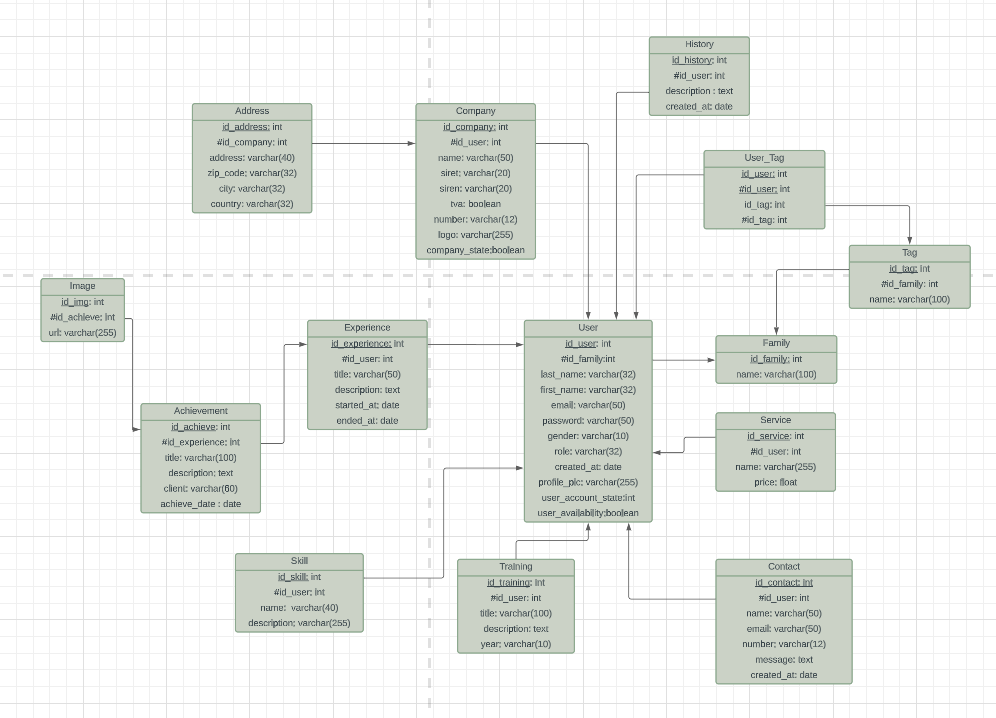 History
id_history: int
#id_user: int
description : text
created_at: date
Address
id_address: int
#id_company: int
address: varchar(40)
zip_code; varchar(32)
city: varchar(32)
country: varchar(32)
Company
id_company: int
#id_user: int
name: varchar(50)
siret; varchar(20)
siren: varchar(20)
tva: boolean
number: varchar(12)
logo: varchar(255)
company_state:boolean
User_Tag
id_user: int
#id_user: int
id_tag: int
#id_tag: int
Tag
id_tag: int
#id_family: int
name: varchar(100)
Image
id_img: int
#id_achieve: int
url: varchar(255)
Experience
id_experience: int
#id_user: int
title: varchar(50)
description: text
started_at: date
ended_at: date
User
id_user: int
#id_family:int
last_name: varchar(32)
first_name: varchar(32)
email: varchar(50)
password: varchar(50)
gender: varchar(10)
role: varchar(32)
created_at: date
profile_pic: varchar(255)
user_account_state:int
user_availability:boolean
Family
id_family: int
name: varchar(100)
Achievement
id_achieve: int
#id_experience: int
title: varchar(100)
description; text
client: varchar(60)
achieve_date : date
Service
id_service: int
#id_user: int
name: varchar(255)
price: float
Skill
id_skill: int
#id_user: int
name: varchar(40)
description; varchar(255)
Training
id_training: int
#id_user: int
title: varchar(100)
description: text
year; varchar(10)
Contact
id_contact: int
#id_user: int
name: varchar(50)
email: varchar(50)
number; varchar(12)
message: text
created_at: date